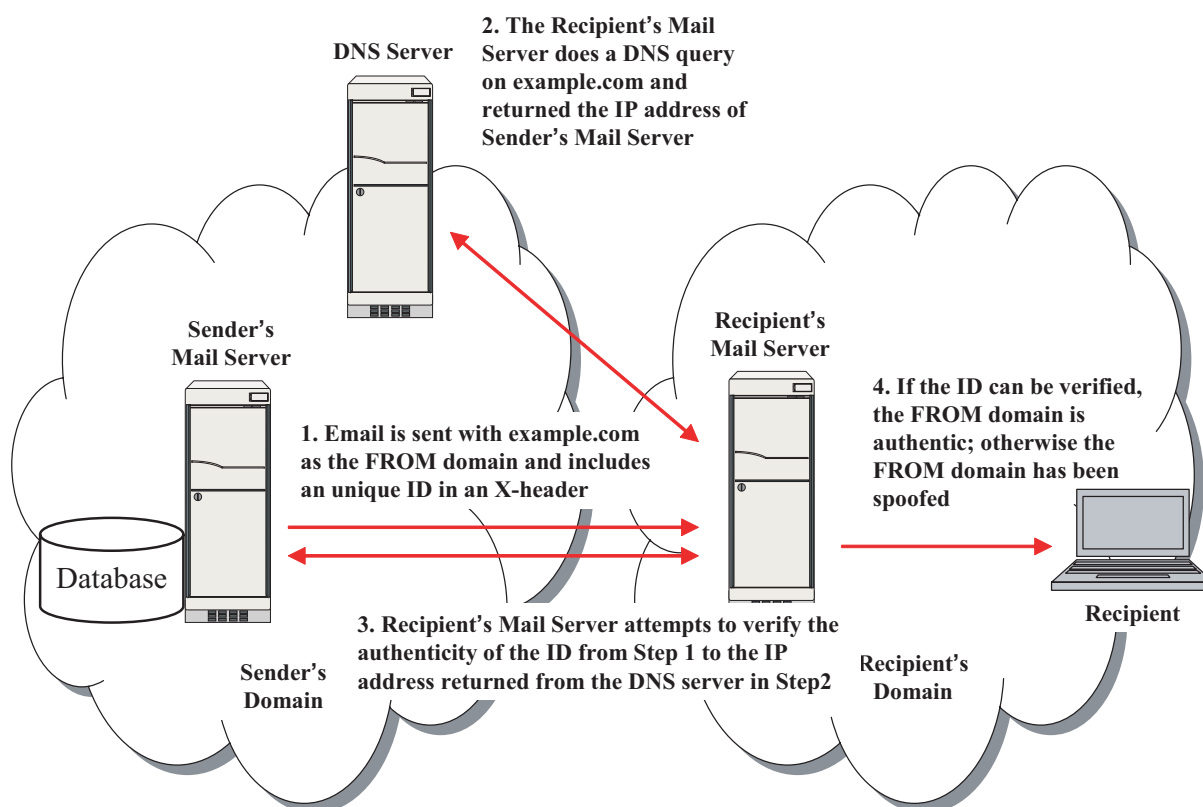 2. The Recipient’s Mail
Server does a DNS query
on example.com and
returned the IP address of
Sender’s Mail Server
DNS Server
Sender’s
Mail Server
Recipient’s
Mail Server
1. Email is sent with example.com
as the FROM domain and includes
an unique ID in an X-header
4. If the ID can be verified,
the FROM domain is
authentic; otherwise the
FROM domain has been
spoofed
Database
Recipient
3. Recipient’s Mail Server attempts to verify the
authenticity of the ID from Step 1 to the IP
address returned from the DNS server in Step2
Sender’s
Domain
Recipient’s
Domain